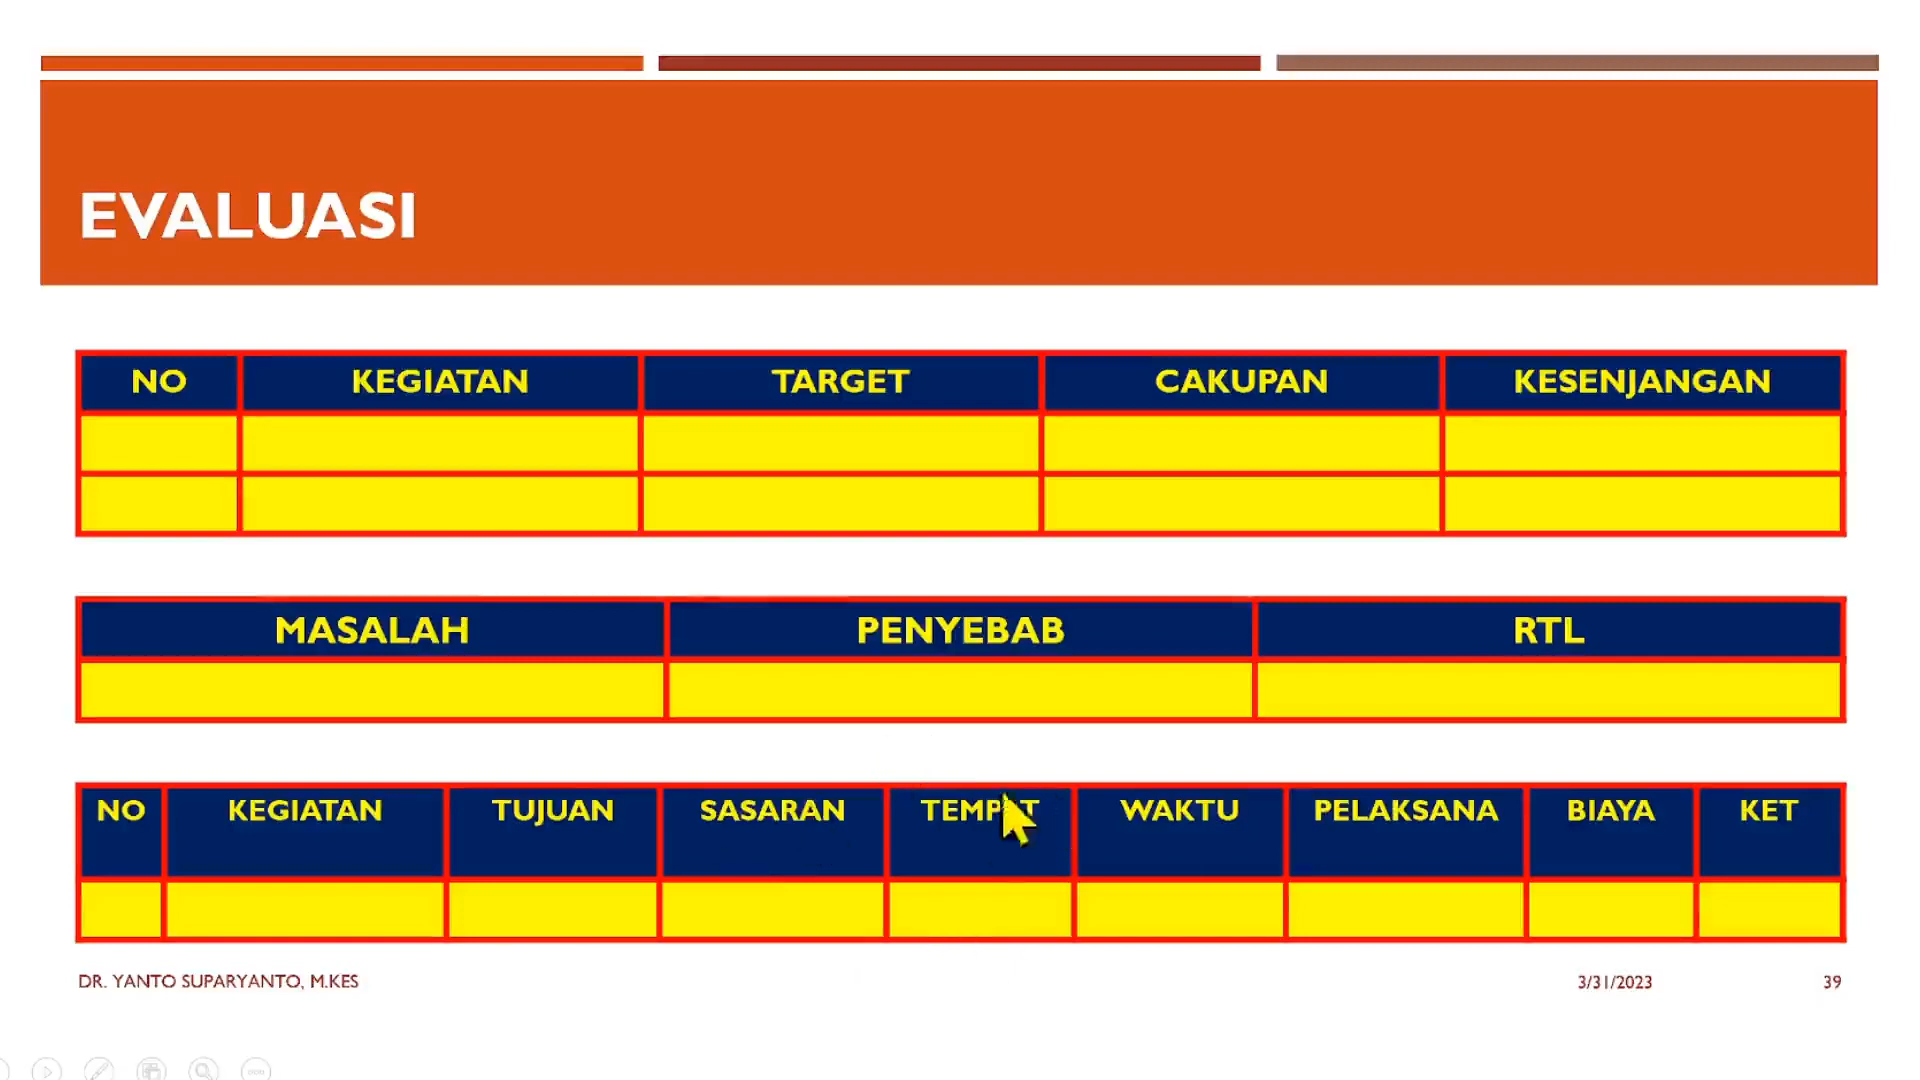 EVALUASI
NO KEGIATAN TARGET CAKUPAN KESENJANGAN
MASALAH PENYEBAB RTL
NO KEGIATAN TUJUAN SASARAN TEMPAT WAKTU PELAKSANA BIAYA KET
DR. YANTO SUPARYANTO, M.KES 3/31/2023 39